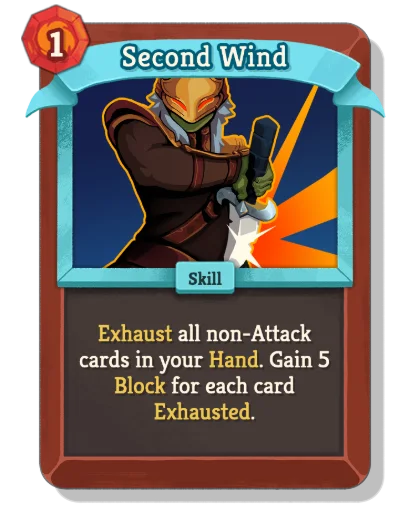 1
Second Wind
Skill
Exhaust all non-Attack
cards in your Hand. Gain 5
Block for each card
Exhausted.